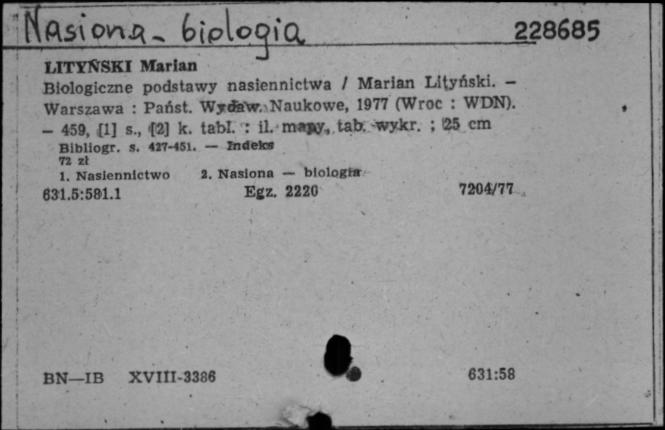 Nasiona - biologia
228685
LITYŃSKI Marian
Biologiczne podstawy nasiennictwa / Marian Lityński. —
Warszawa : Państ. Wydaw. Naukowe, 1977 (Wroc : WDN).
— 459, [1] s., [2] k. tabl. : il. mapy, tab. wykr. ; 25 cm
Bibliogr. s. 427-451. — Indeks
72 zł
1. Nasiennictwo 2. Nasiona — biologia
631.5:581.1 Egz. 2220 7204/77
BN—IB XVIII-3386 631:58